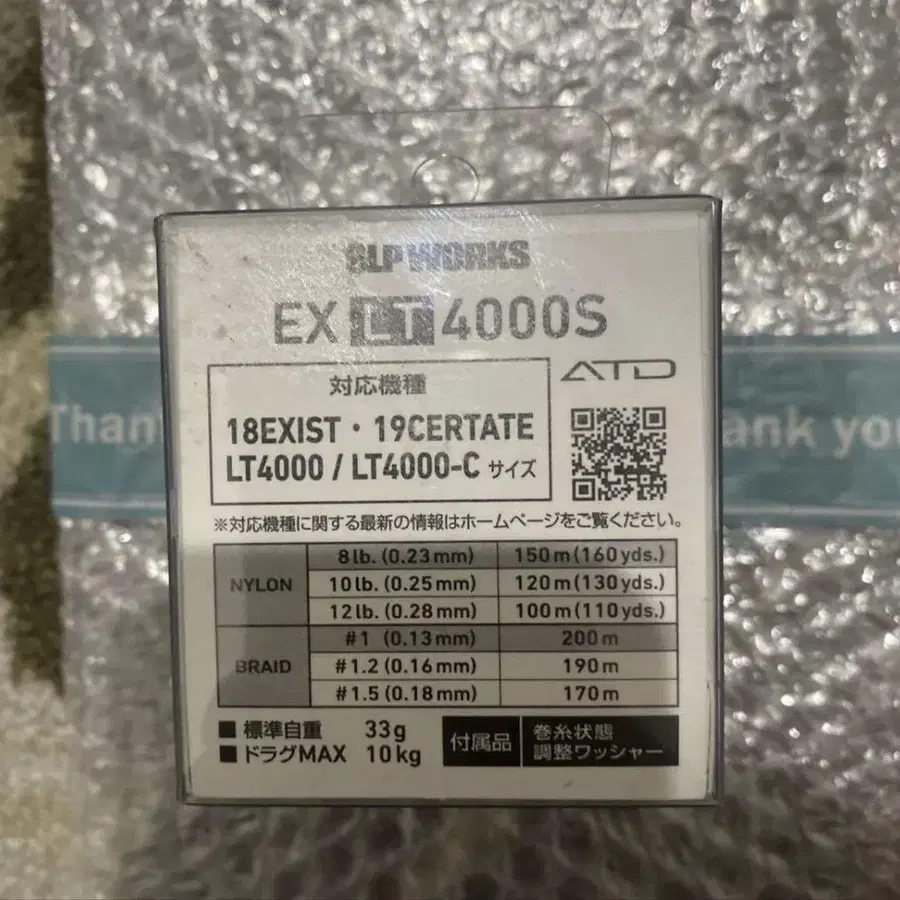 SLP WORKS
EX LT 4000S
ATD
対応機種
18EXIST・19CERTATE
LT4000 / LT4000-C サイズ
※対応機種に関する最新の情報はホームページをご覧ください。
NYLON
8lb. (0.23mm) 150m(160yds.)
10lb. (0.25mm) 120m(130yds.)
12lb. (0.28mm) 100m(110yds.)
BRAID
#1 (0.13mm) 200m
#1.2 (0.16mm) 190m
#1.5 (0.18mm) 170m
■ 標準自重 33g
■ ドラグMAX 10kg
付属品
巻糸状態
調整ワッシャー
Than
ank you